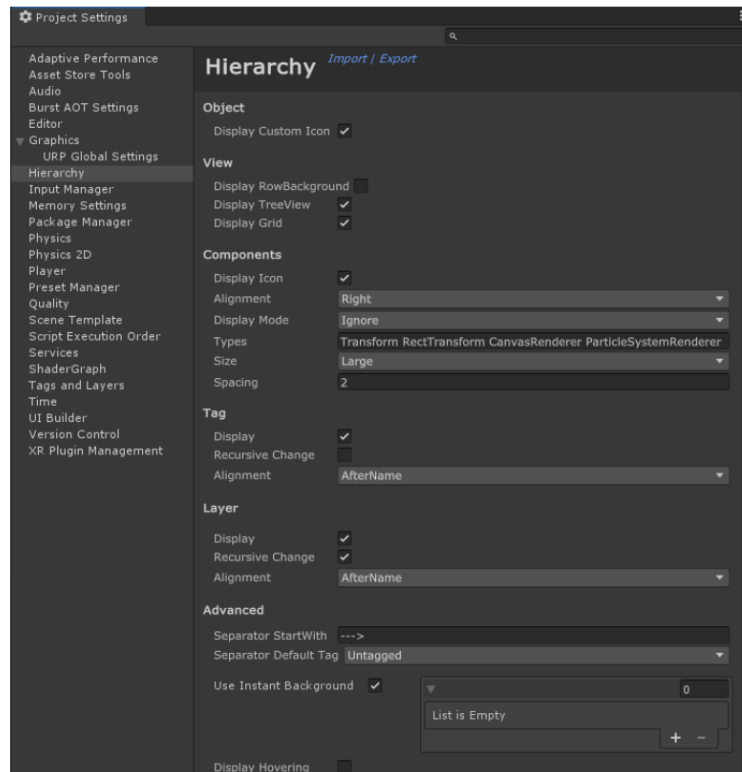 Project Settings
Adaptive Performance
Asset Store Tools
Audio
Burst AOT Settings
Editor
Graphics
URP Global Settings
Hierarchy
Input Manager
Memory Settings
Package Manager
Physics
Physics 2D
Player
Preset Manager
Quality
Scene Template
Script Execution Order
Services
ShaderGraph
Tags and Layers
Time
UI Builder
Version Control
XR Plugin Management
Hierarchy Import / Export
Object
Display Custom Icon
View
Display RowBackground
Display TreeView
Display Grid
Components
Display Icon
Alignment Right
Display Mode Ignore
Types Transform RectTransform CanvasRenderer ParticleSystemRenderer
Size Large
Spacing 2
Tag
Display
Recursive Change
Alignment AfterName
Layer
Display
Recursive Change
Alignment AfterName
Advanced
Separator StartWith --->
Separator Default Tag Untagged
Use Instant Background 0
List is Empty
+ −
Display Hovering